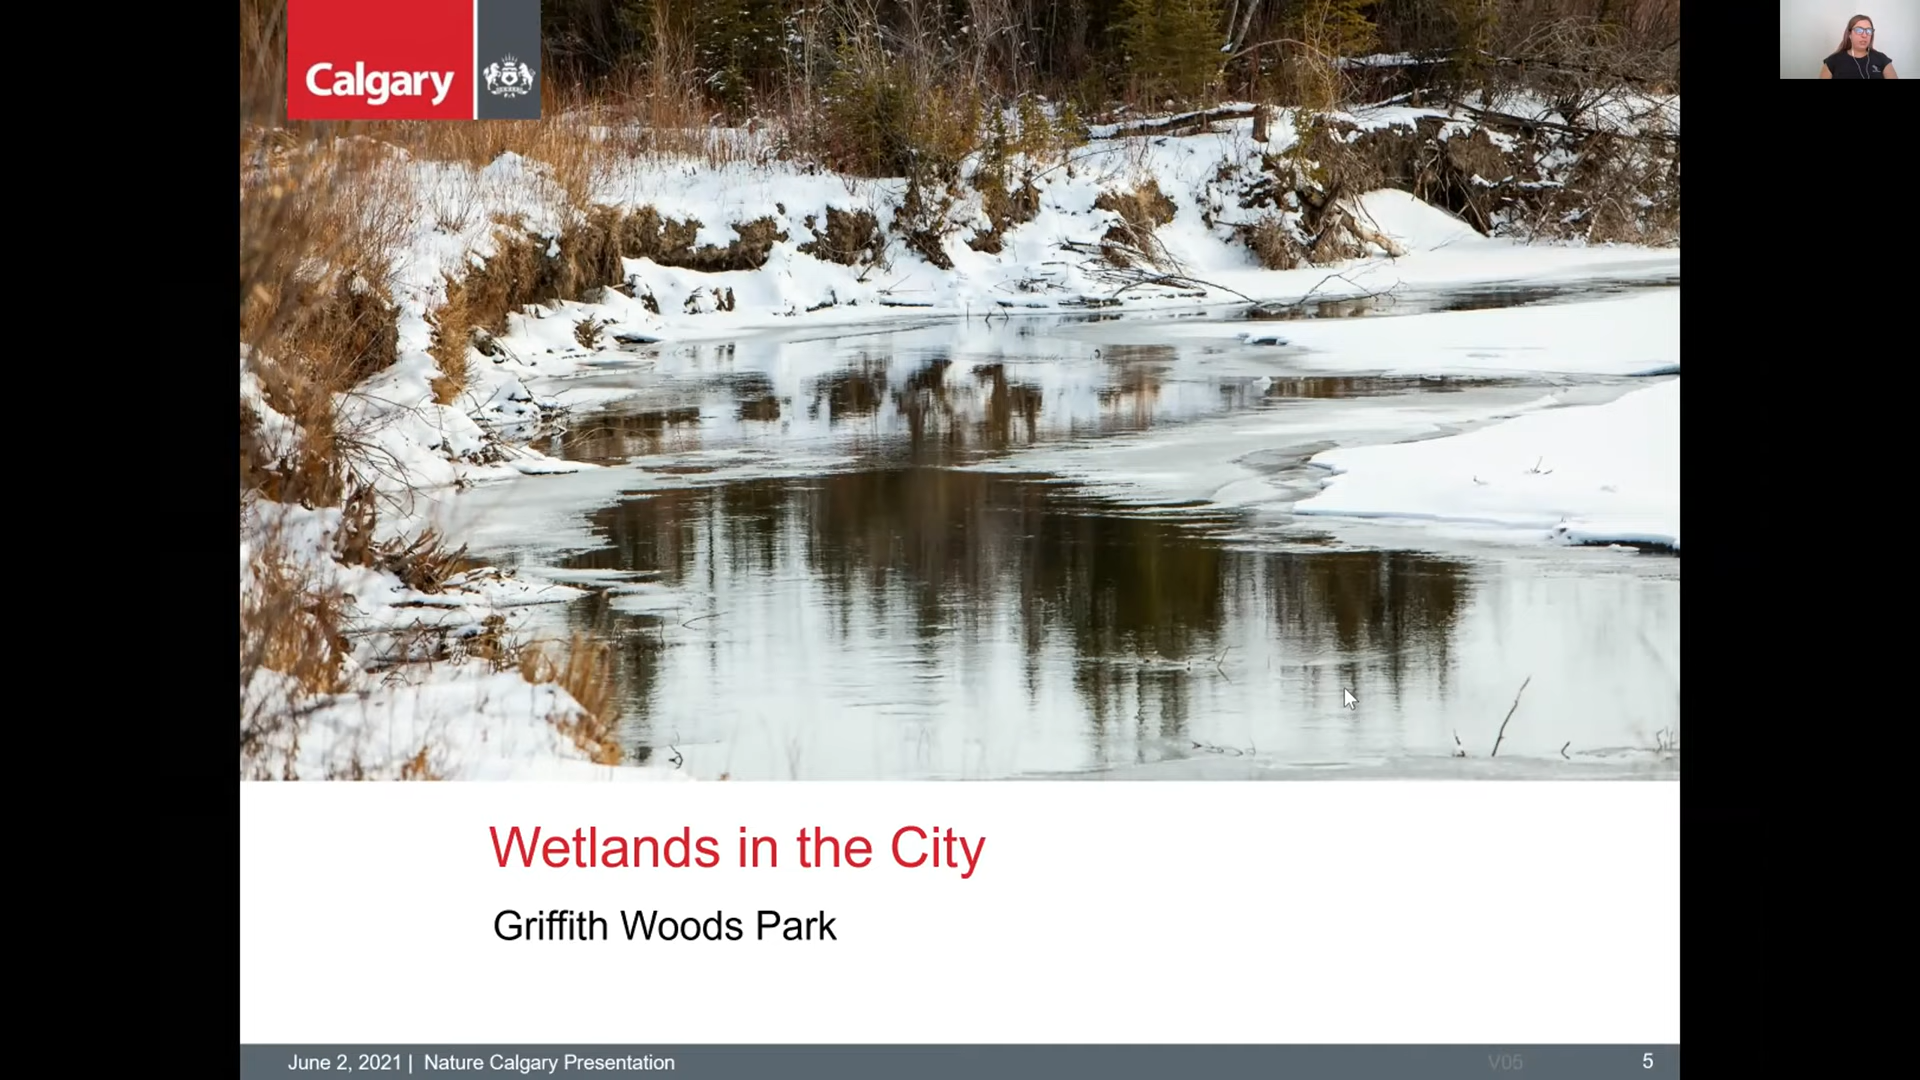 Calgary
Wetlands in the City
Griffith Woods Park
June 2, 2021 | Nature Calgary Presentation
V05
5